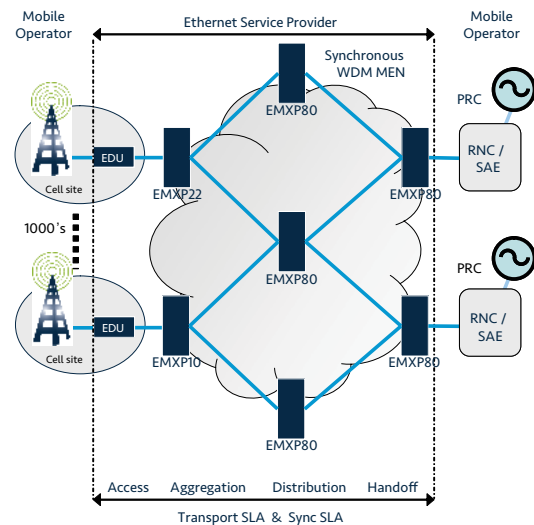 Mobile
Operator
Ethernet Service Provider
Mobile
Operator
Synchronous
WDM MEN
EMXP80
PRC
EDU
RNC /
SAE
Cell site
EMXP22
EMXP80
1000's
EMXP80
PRC
EDU
RNC /
SAE
Cell site
EMXP10
EMXP80
EMXP80
Access
Aggregation
Distribution
Handoff
Transport SLA & Sync SLA